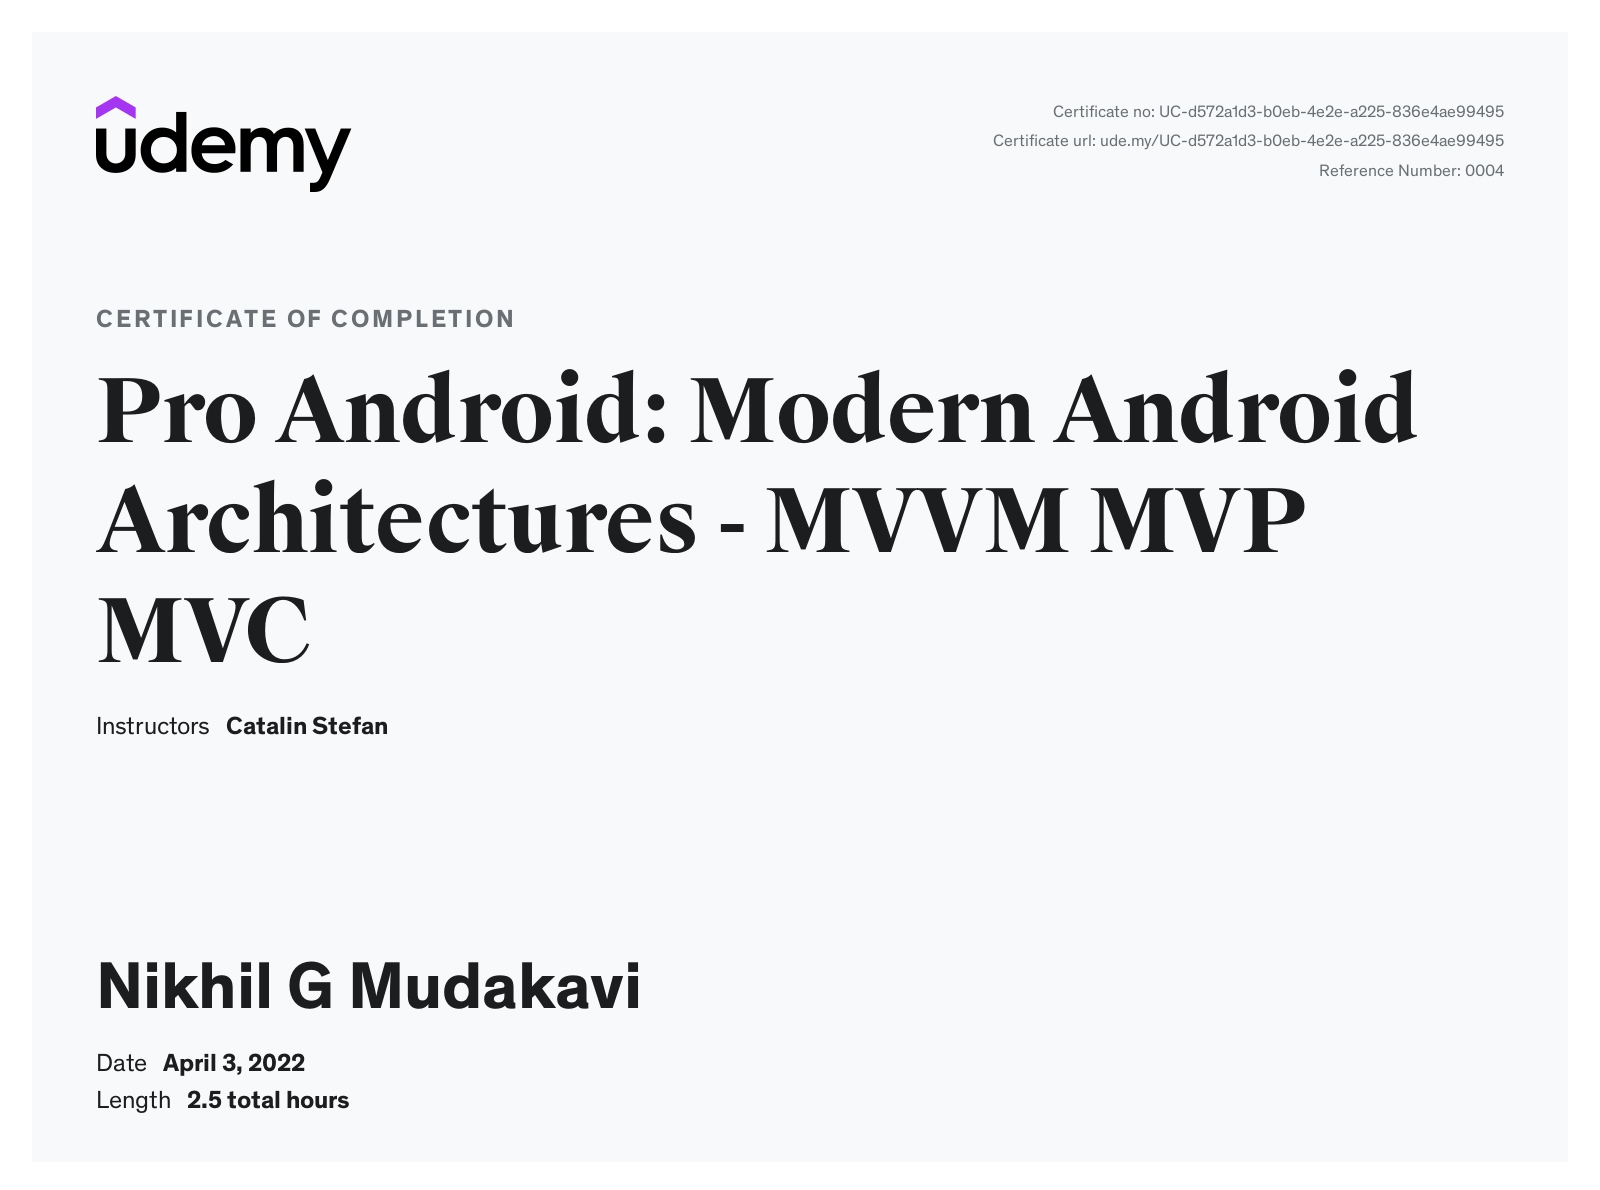 udemy
Certificate no: UC-d572a1d3-b0eb-4e2e-a225-836e4ae99495
Certificate url: ude.my/UC-d572a1d3-b0eb-4e2e-a225-836e4ae99495
Reference Number: 0004
CERTIFICATE OF COMPLETION
Pro Android: Modern Android
Architectures - MVVM MVP
MVC
Instructors Catalin Stefan
Nikhil G Mudakavi
Date April 3, 2022
Length 2.5 total hours